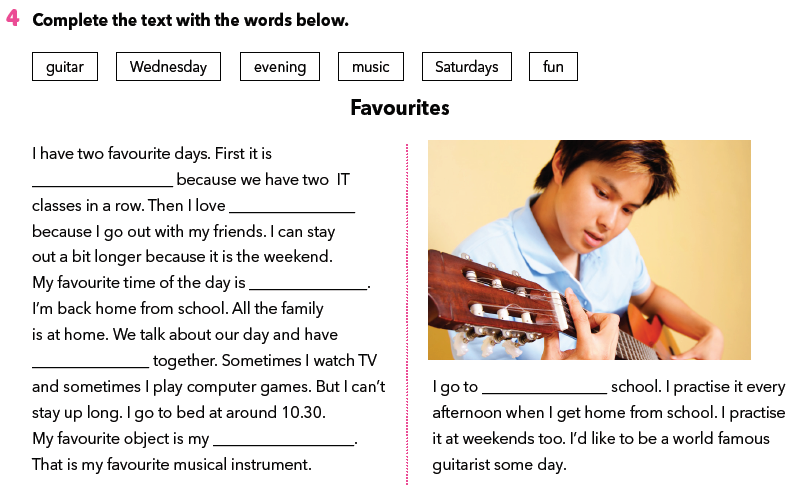 4 Complete the text with the words below.
guitar Wednesday evening music Saturdays fun
Favourites
I have two favourite days. First it is
_________________ because we have two IT
classes in a row. Then I love _______________
because I go out with my friends. I can stay
out a bit longer because it is the weekend.
My favourite time of the day is ______________.
I’m back home from school. All the family
is at home. We talk about our day and have
______________ together. Sometimes I watch TV
and sometimes I play computer games. But I can’t
stay up long. I go to bed at around 10.30.
My favourite object is my _________________.
That is my favourite musical instrument.
I go to _______________ school. I practise it every
afternoon when I get home from school. I practise
it at weekends too. I’d like to be a world famous
guitarist some day.